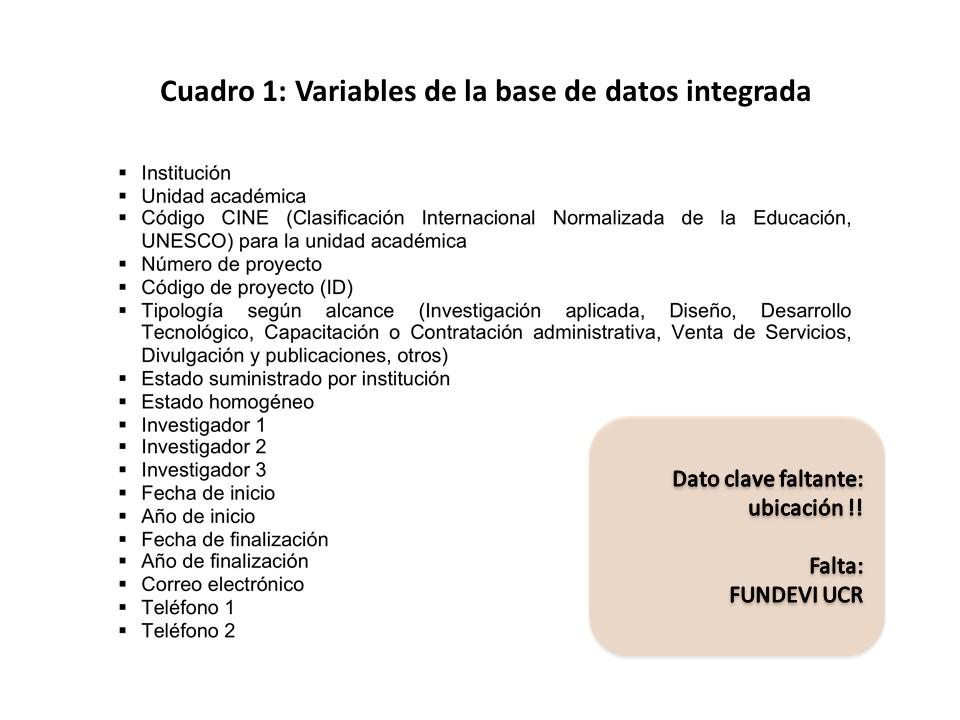 Cuadro 1: Variables de la base de datos integrada
▪ Institución
▪ Unidad académica
▪ Código CINE (Clasificación Internacional Normalizada de la Educación,
UNESCO) para la unidad académica
▪ Número de proyecto
▪ Código de proyecto (ID)
▪ Tipología según alcance (Investigación aplicada, Diseño, Desarrollo
Tecnológico, Capacitación o Contratación administrativa, Venta de Servicios,
Divulgación y publicaciones, otros)
▪ Estado suministrado por institución
▪ Estado homogéneo
▪ Investigador 1
▪ Investigador 2
▪ Investigador 3
▪ Fecha de inicio
▪ Año de inicio
▪ Fecha de finalización
▪ Año de finalización
▪ Correo electrónico
▪ Teléfono 1
▪ Teléfono 2
Dato clave faltante:
ubicación !!
Falta:
FUNDEVI UCR